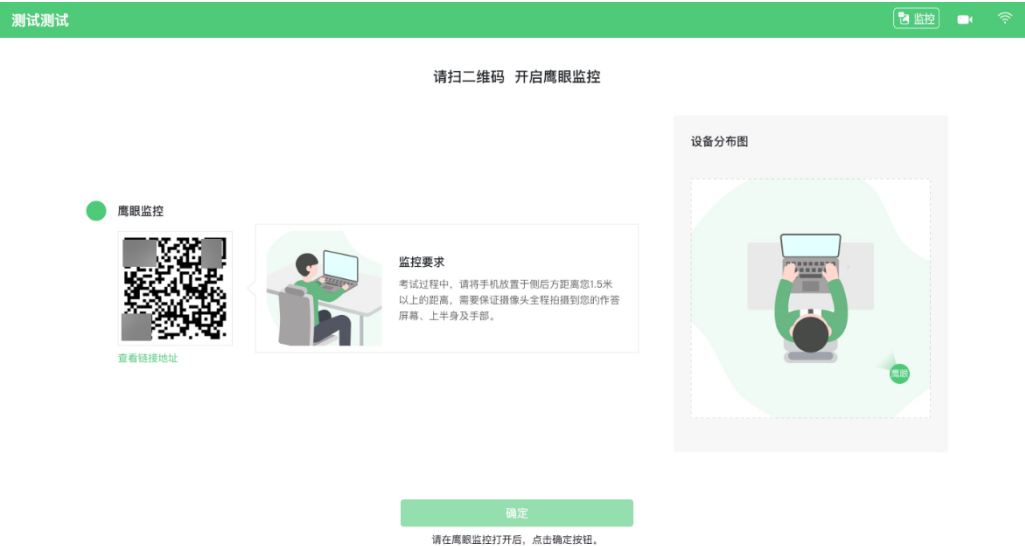 测试测试
监控
请扫二维码 开启鹰眼监控
设备分布图
鹰眼监控
监控要求
考试过程中，请将手机放置于侧后方距离您1.5米
以上的距离，需要保证摄像头全程拍摄到您的作答
屏幕、上半身及手部。
查看链接地址
鹰眼
确定
请在鹰眼监控打开后，点击确定按钮。